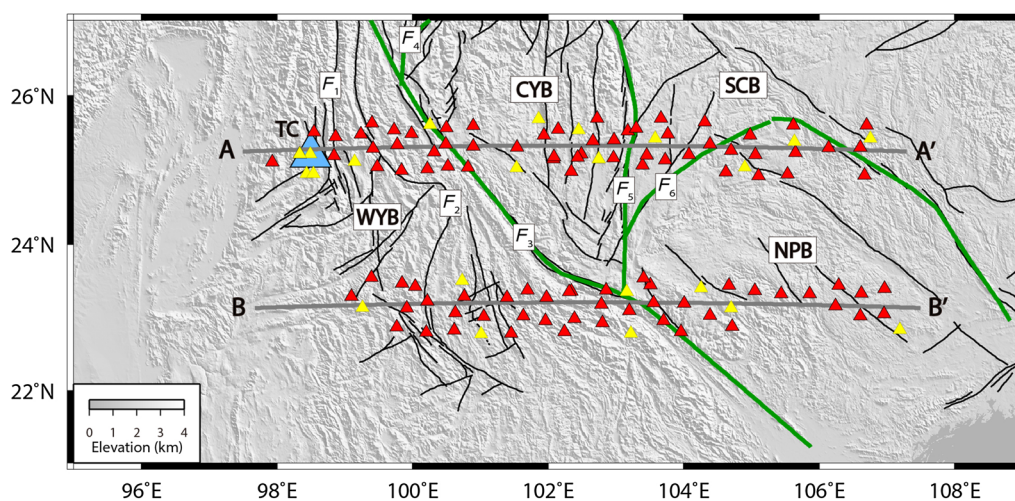 F4
26°N
F1
CYB
SCB
TC
A
A′
F5
F6
WYB
F2
24°N
F3
NPB
B
B′
22°N
0 1 2 3 4
Elevation (km)
96°E 98°E 100°E 102°E 104°E 106°E 108°E